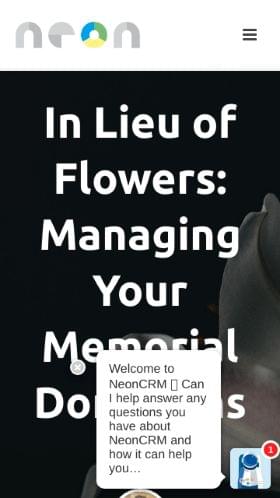 neon
In Lieu of
Flowers:
Managing
Your
Memorial
Do s
Welcome to
NeonCRM ▯ Can
I help answer any
questions you
have about
NeonCRM and
how it can help
you...
1